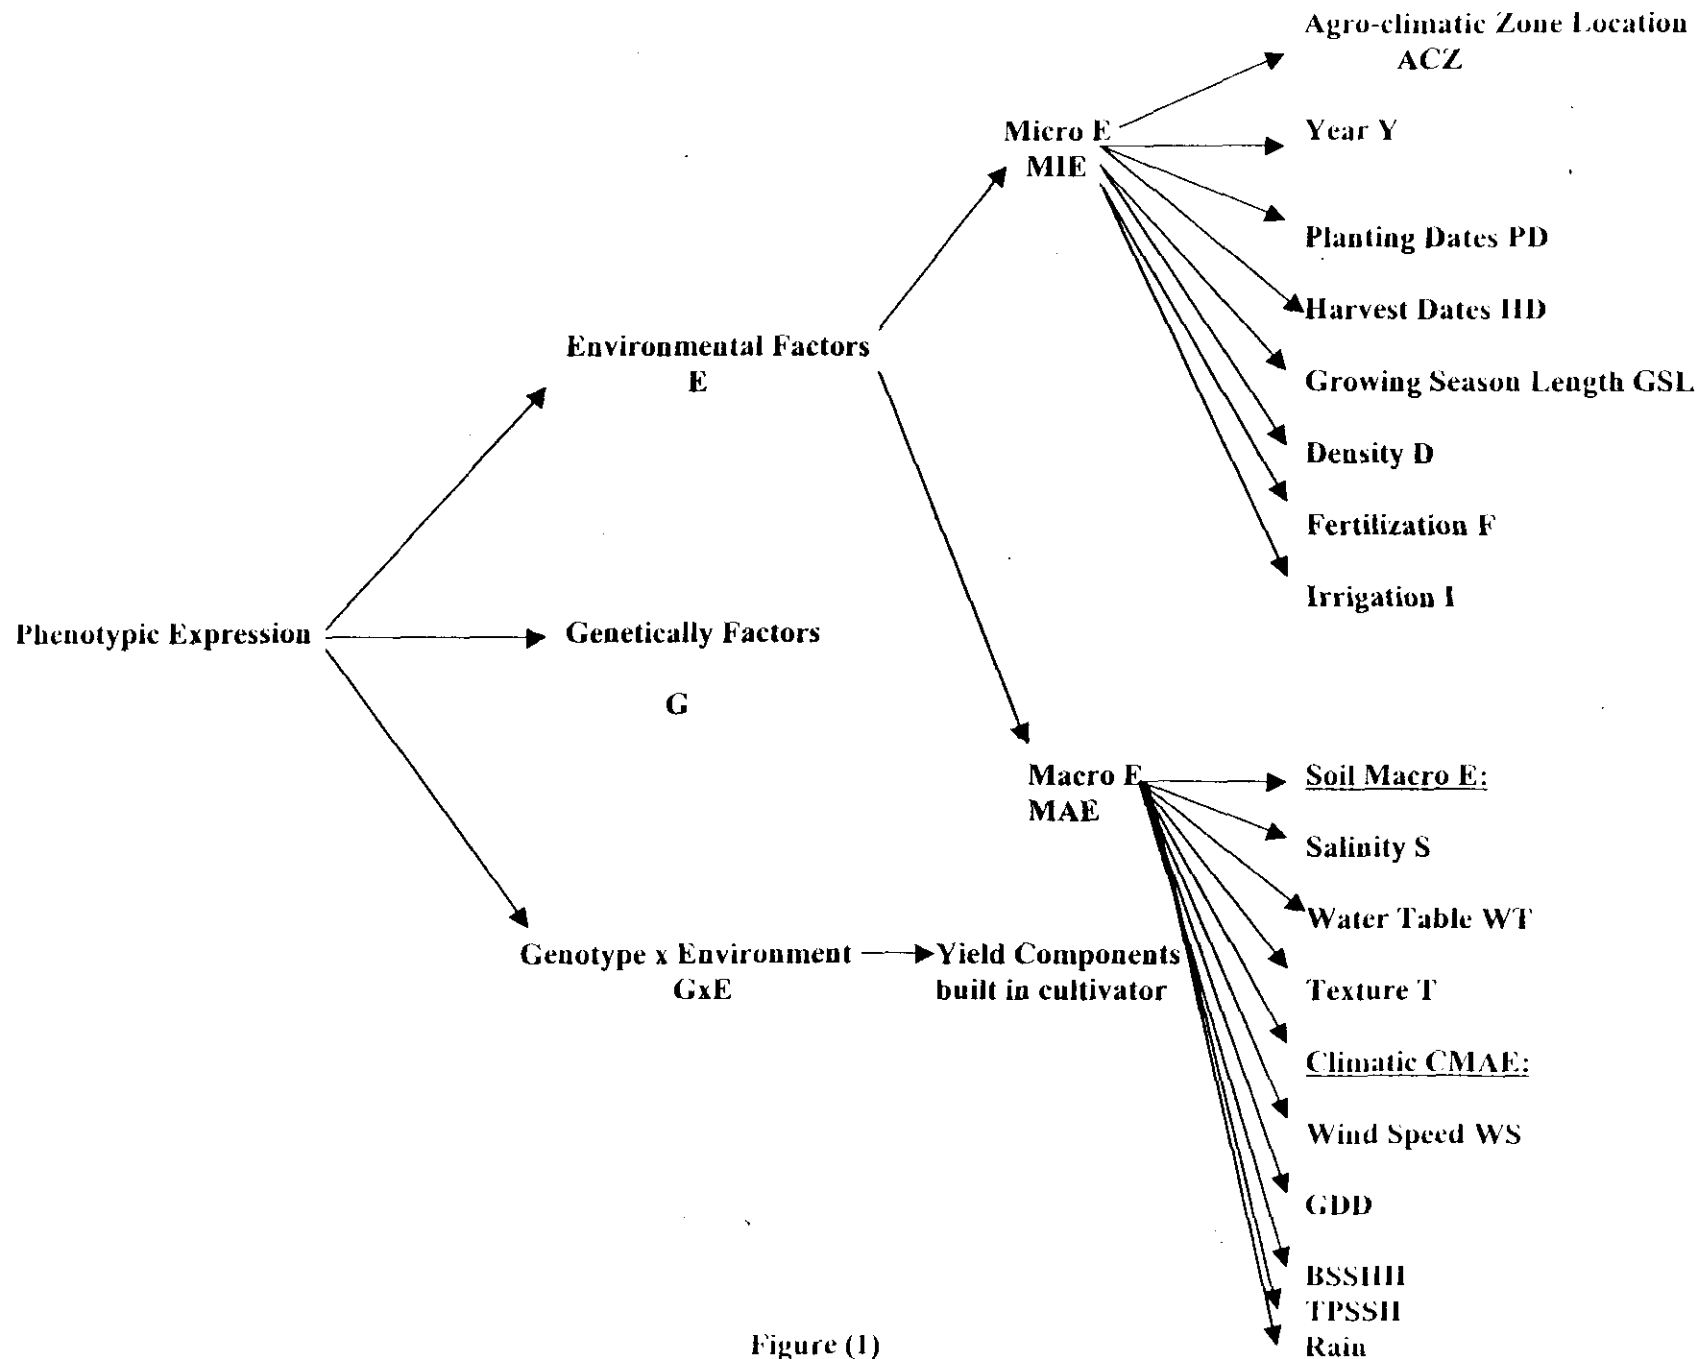 Agro-climatic Zone Location
ACZ
Micro E
MIE
Year Y
Planting Dates PD
Harvest Dates HD
Growing Season Length GSL
Density D
Fertilization F
Irrigation I
Environmental Factors
E
Phenotypic Expression
Genetically Factors
G
Macro E
MAE
Soil Macro E:
Salinity S
Water Table WT
Texture T
Climatic CMAE:
Wind Speed WS
GDD
TPSSH
Rain
Genotype x Environment
GxE
Yield Components
built in cultivator
Figure (1)